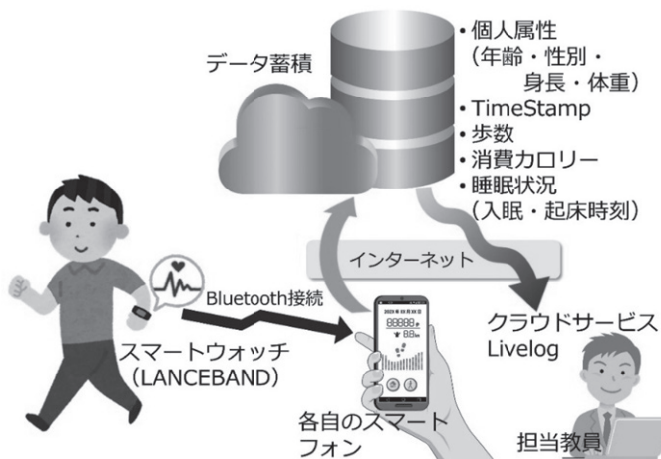 データ蓄積
・個人属性
（年齢・性別・
身長・体重）
・TimeStamp
・歩数
・消費カロリー
・睡眠状況
（入眠・起床時刻）
インターネット
Bluetooth接続
スマートウォッチ
（LANCEBAND）
各自のスマート
フォン
クラウドサービス
Livelog
担当教員